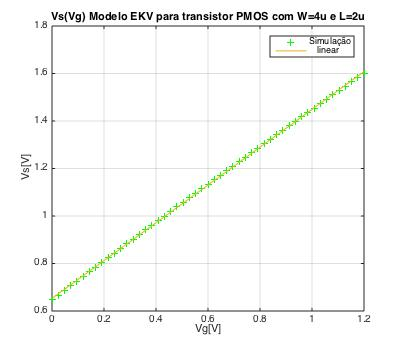 Vs(Vg) Modelo EKV para transistor PMOS com W=4u e L=2u
1.8
Simulação
linear
1.6
1.4
1.2
Vs[V]
1
0.8
0.6
0
0.2
0.4
0.6
0.8
1
1.2
Vg[V]